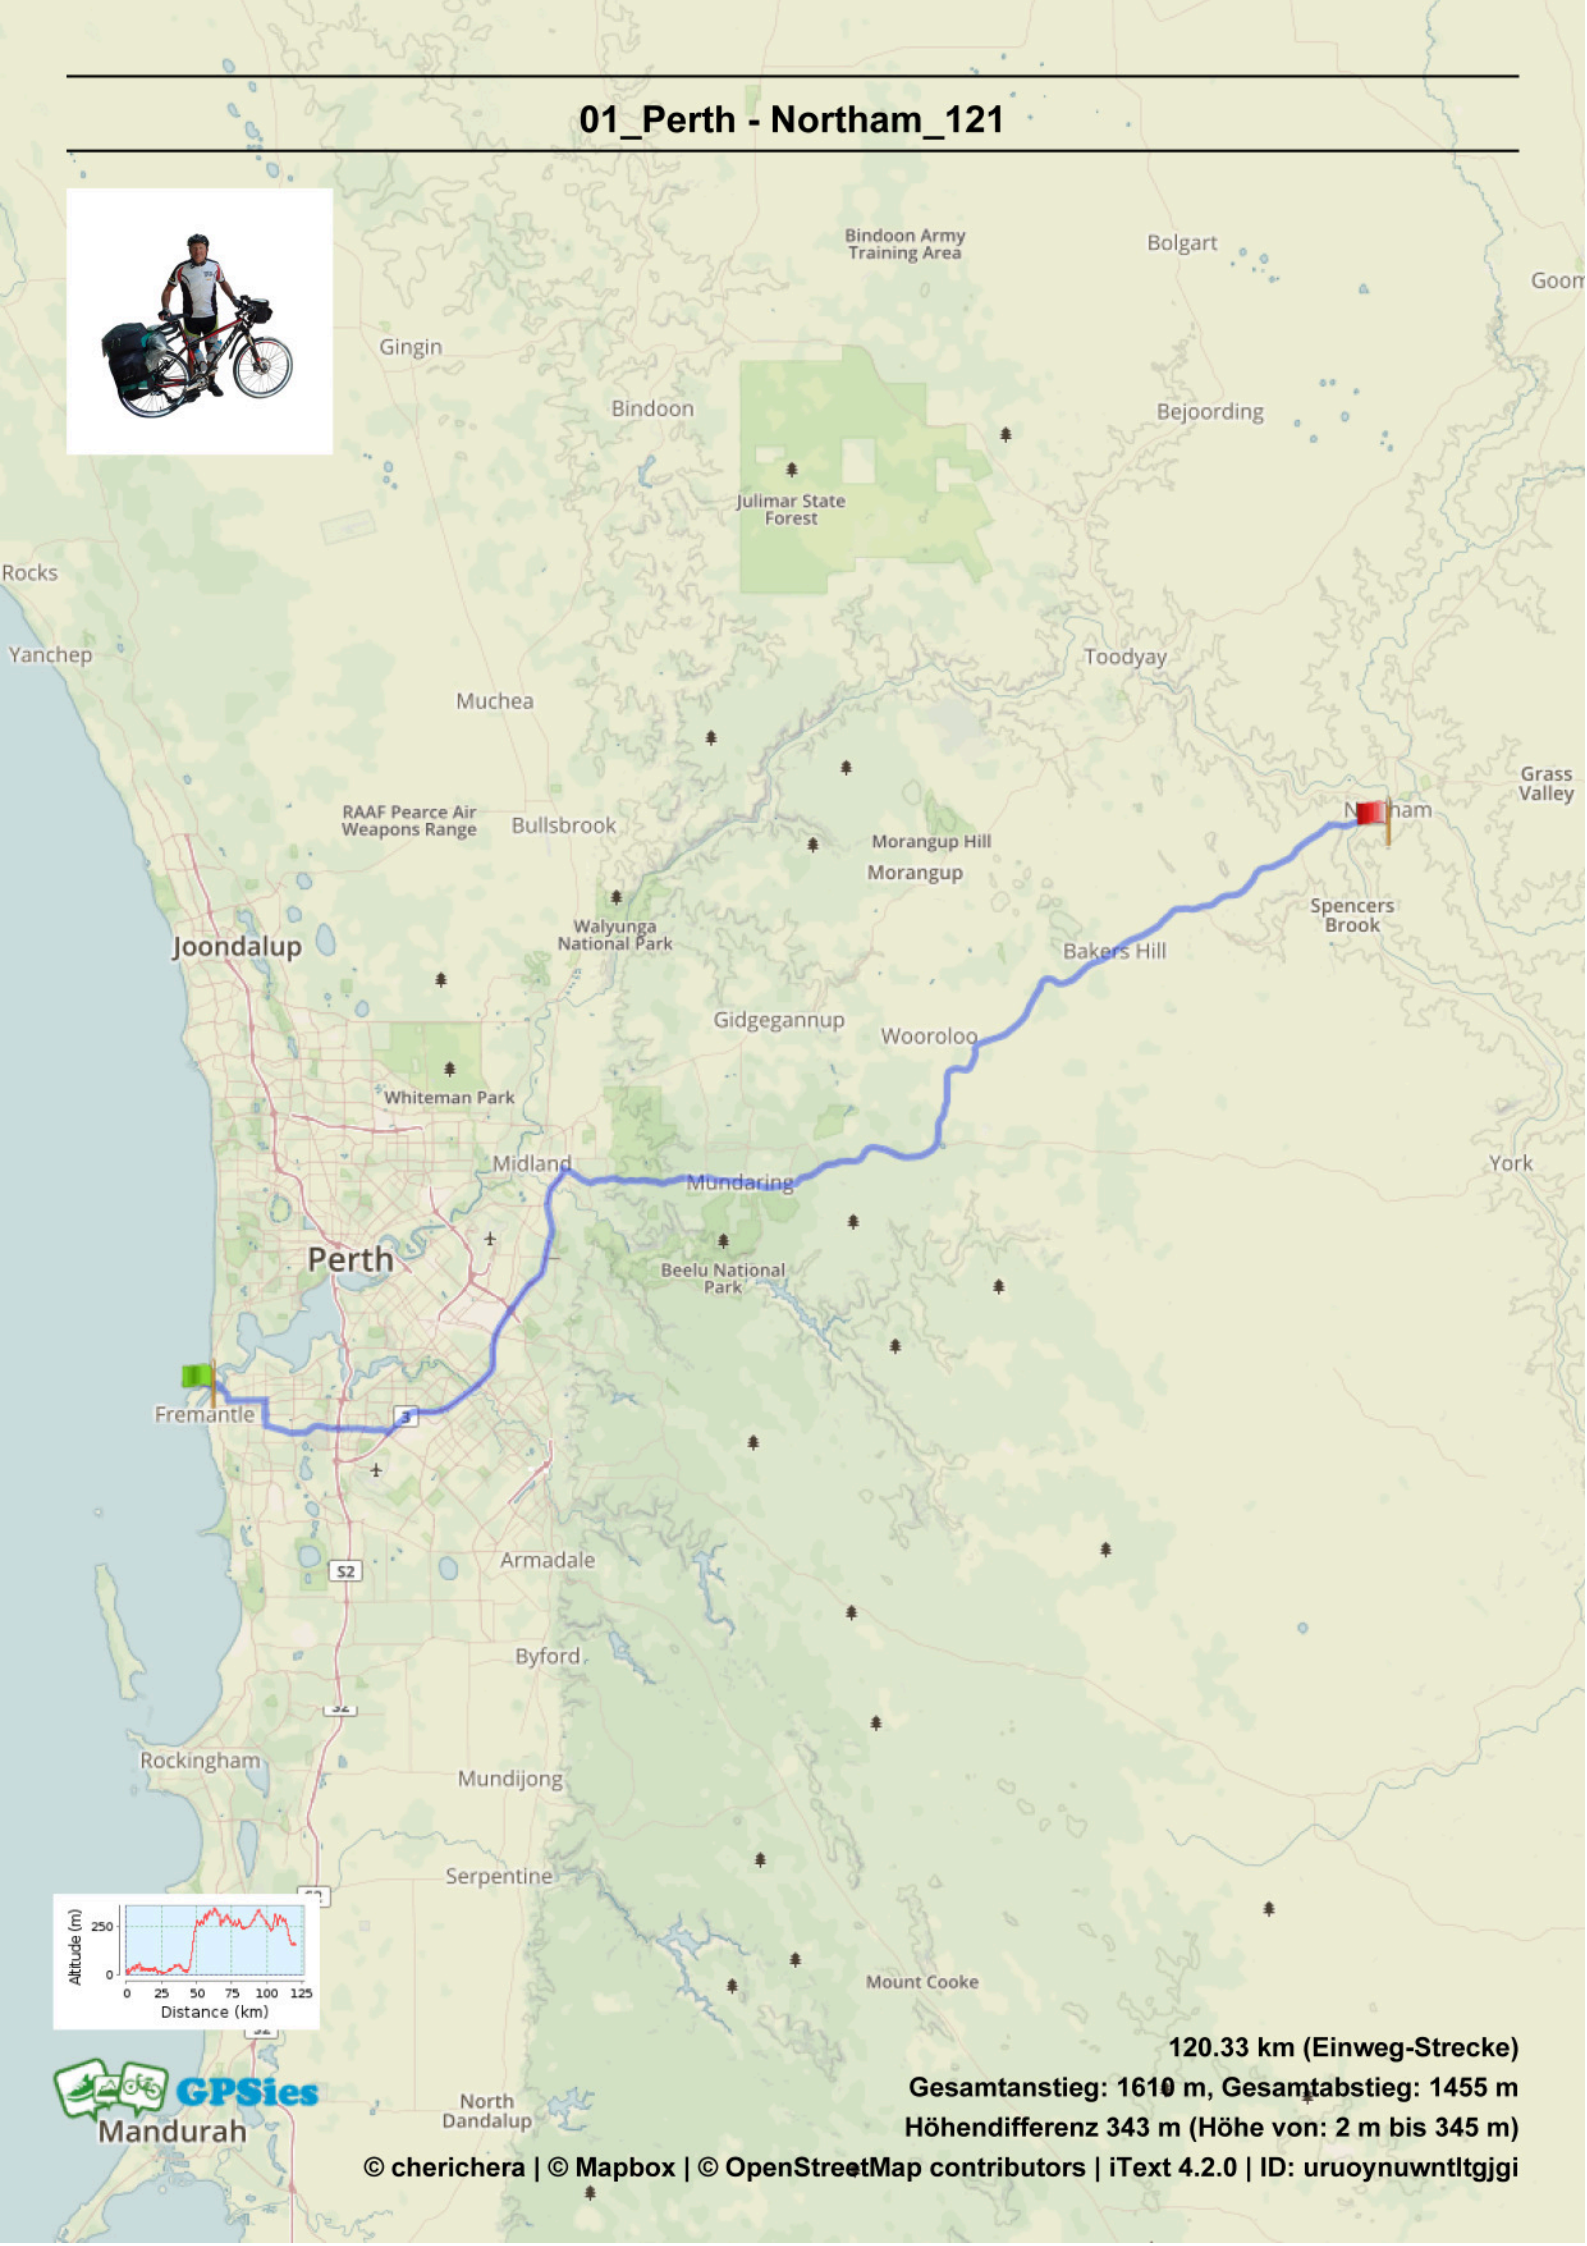 01_Perth - Northam_121
Bindoon Army
Training Area
Bolgart
Goom
Gingin
Bindoon
Bejoording
Julimar State
Forest
Rocks
Yanchep
Toodyay
Muchea
Grass
Valley
RAAF Pearce Air
Weapons Range
Bullsbrook
Morangup Hill
Morangup
Spencers
Brook
Walyunga
National Park
Joondalup
Bakers Hill
Gidgegannup
Wooroloo
Whiteman Park
Midland
Mundaring
York
Perth
Beelu National
Park
Fremantle
3
Armadale
S2
Byford
S2
Rockingham
Mundijong
Serpentine
Altitude (m)
250
0
0 25 50 75 100 125
Distance (km)
Mount Cooke
GPSies
Mandurah
North
Dandalup
120.33 km (Einweg-Strecke)
Gesamtanstieg: 1610 m, Gesamtabstieg: 1455 m
Höhendifferenz 343 m (Höhe von: 2 m bis 345 m)
© cherichera | © Mapbox | © OpenStreetMap contributors | iText 4.2.0 | ID: uruoynuwntltgjgi